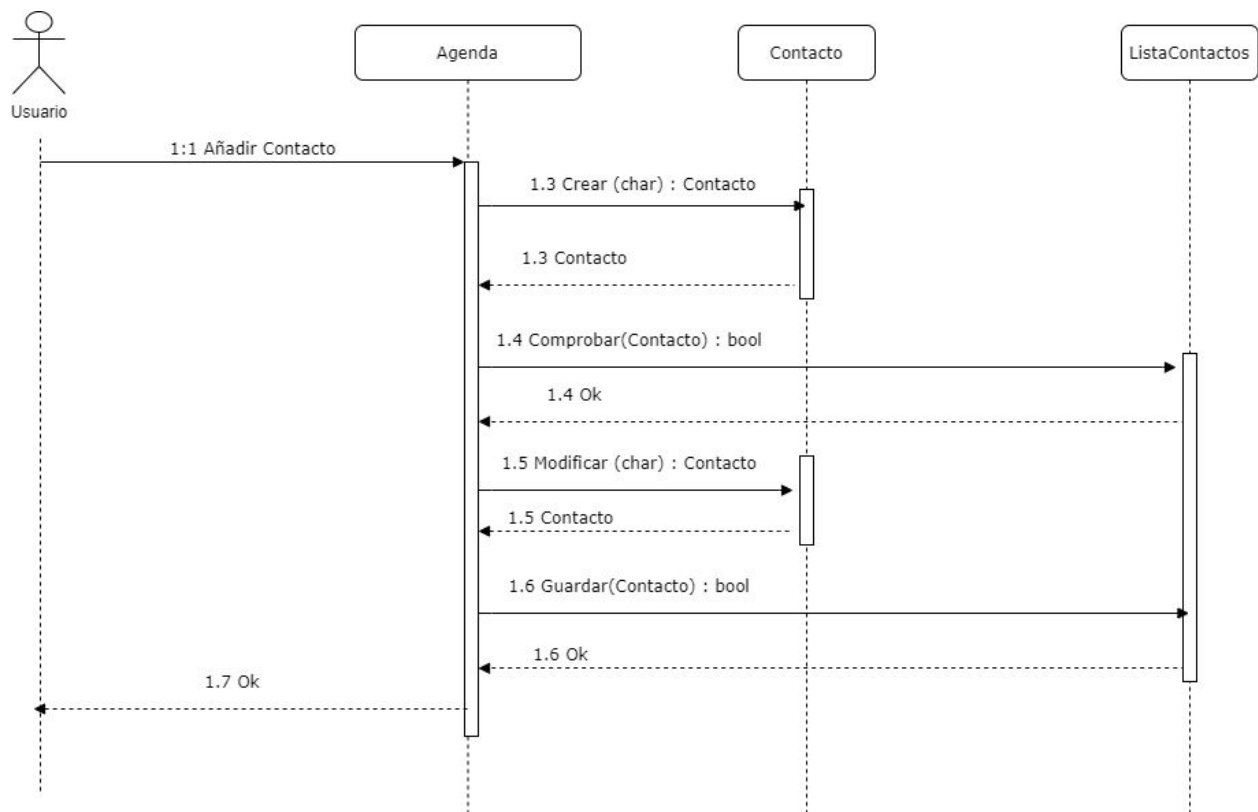 Agenda
Contacto
ListaContactos
Usuario
1:1 Añadir Contacto
1.3 Crear (char) : Contacto
1.3 Contacto
1.4 Comprobar(Contacto) : bool
1.4 Ok
1.5 Modificar (char) : Contacto
1.5 Contacto
1.6 Guardar(Contacto) : bool
1.6 Ok
1.7 Ok